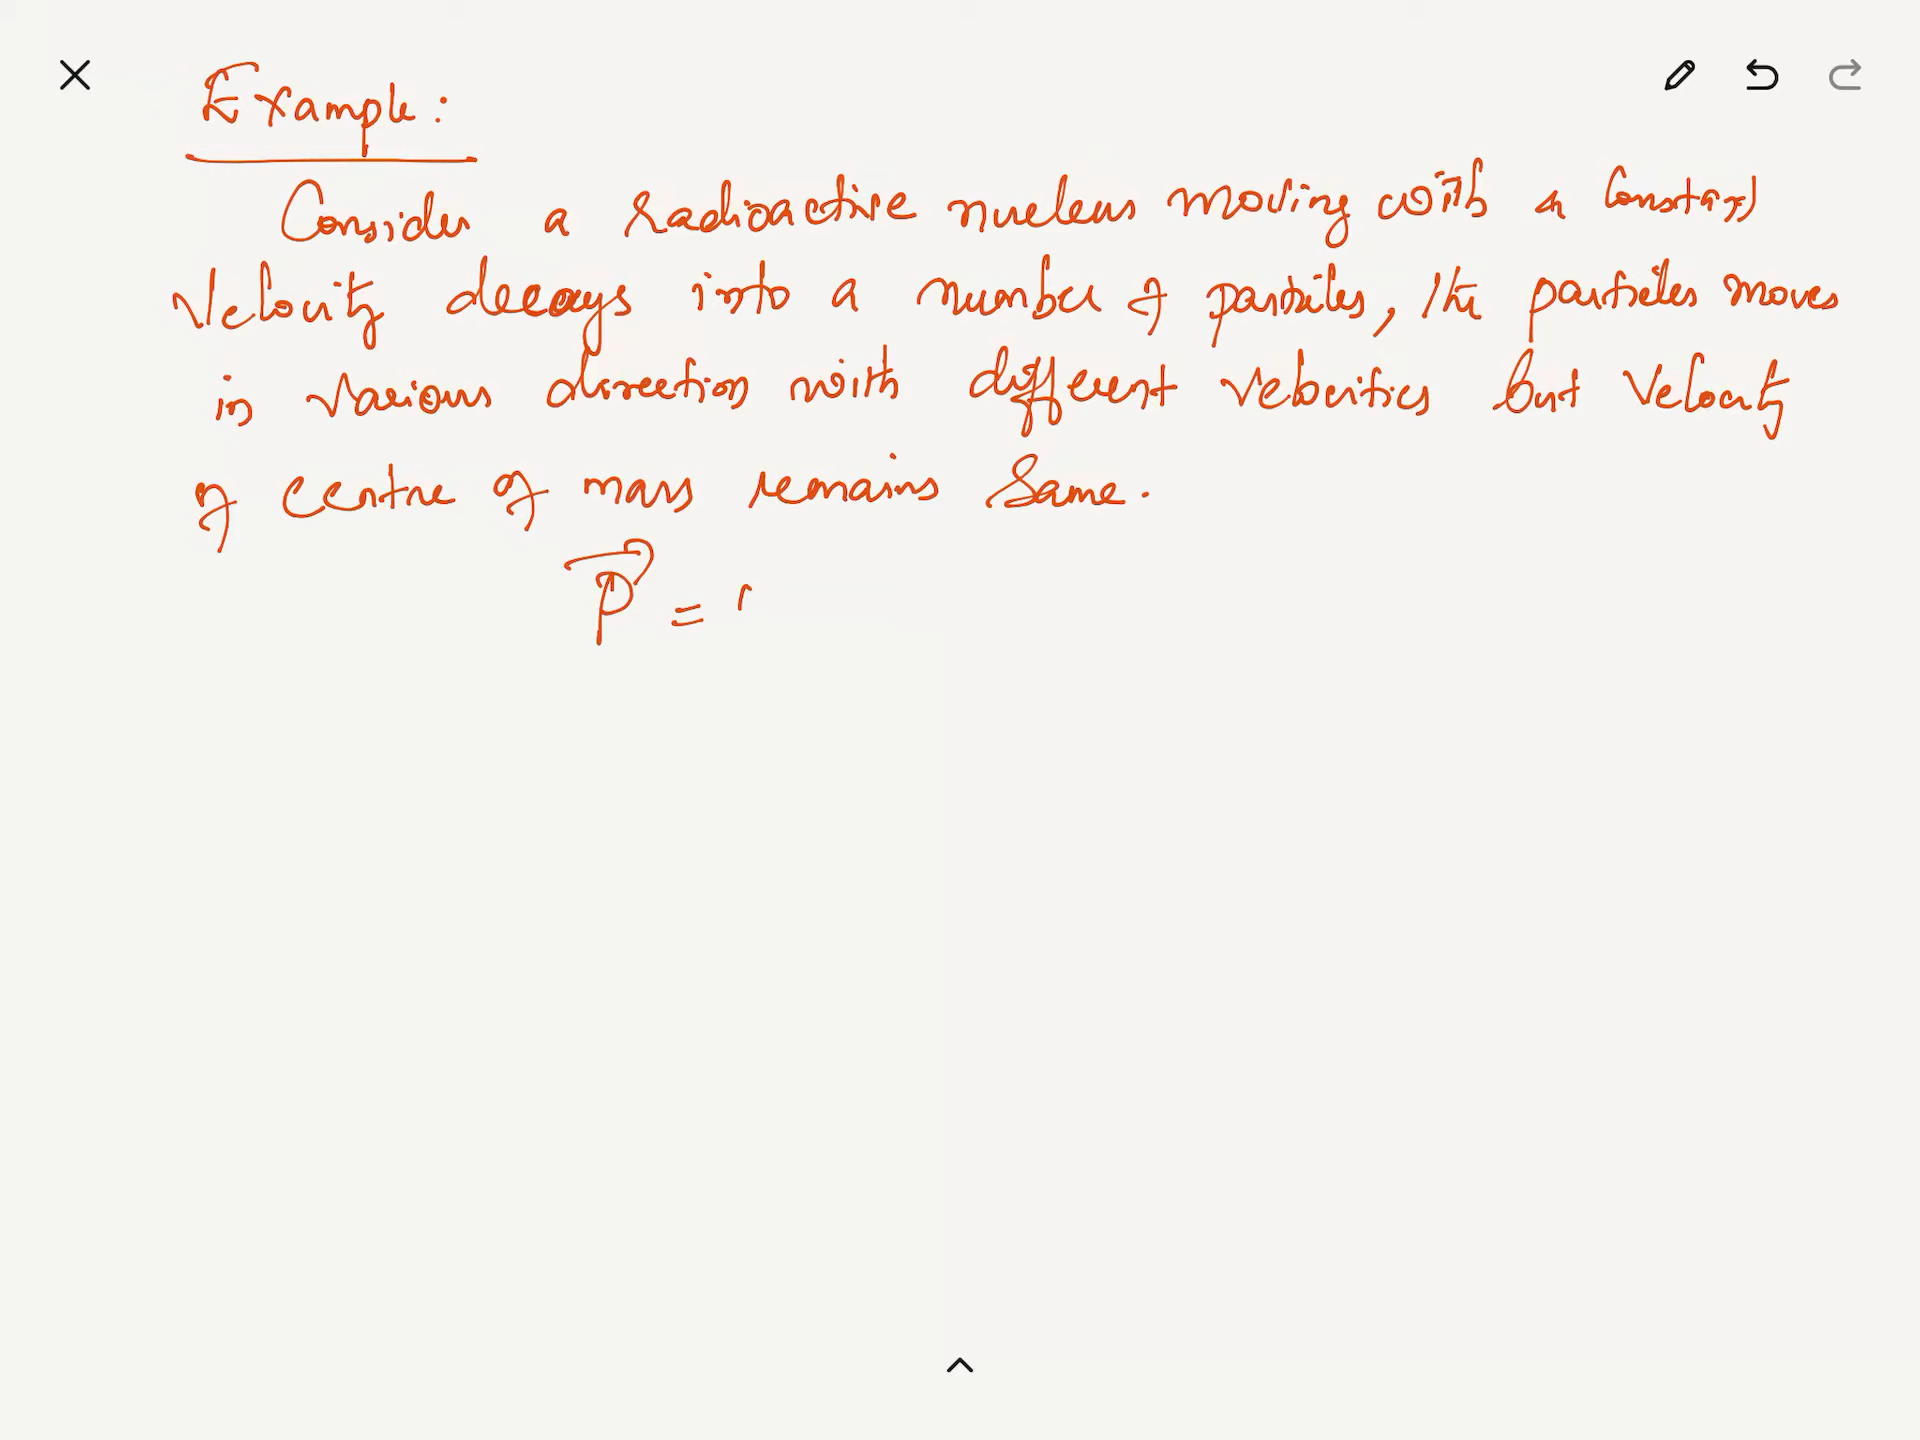 Example:
Consider a radioactive nucleus moving with a constant
velocity decays into a number of particles, the particles moves
in various direction with different velocities but velocity
of centre of mass remains same.
P⃗ =